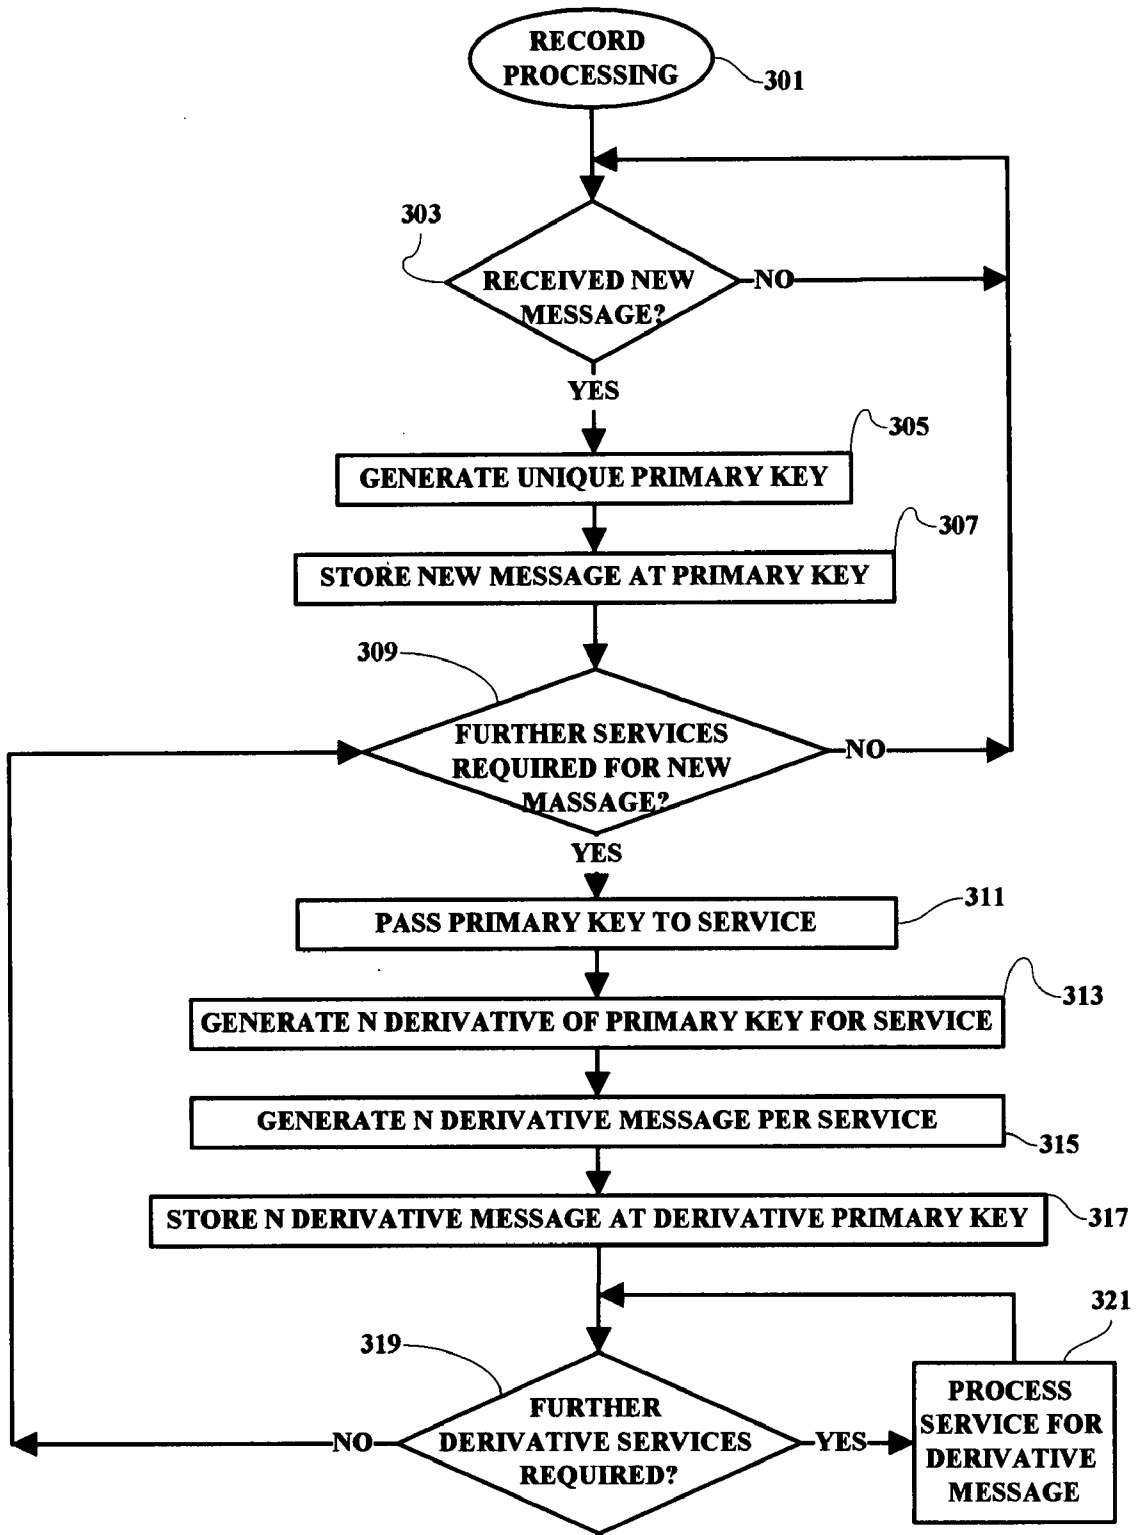 RECORD
PROCESSING
301
303
RECEIVED NEW
MESSAGE?
NO
YES
305
GENERATE UNIQUE PRIMARY KEY
307
STORE NEW MESSAGE AT PRIMARY KEY
309
FURTHER SERVICES
REQUIRED FOR NEW
MASSAGE?
NO
YES
311
PASS PRIMARY KEY TO SERVICE
313
GENERATE N DERIVATIVE OF PRIMARY KEY FOR SERVICE
GENERATE N DERIVATIVE MESSAGE PER SERVICE
315
STORE N DERIVATIVE MESSAGE AT DERIVATIVE PRIMARY KEY
317
319
FURTHER
DERIVATIVE SERVICES
REQUIRED?
NO
YES
321
PROCESS
SERVICE FOR
DERIVATIVE
MESSAGE